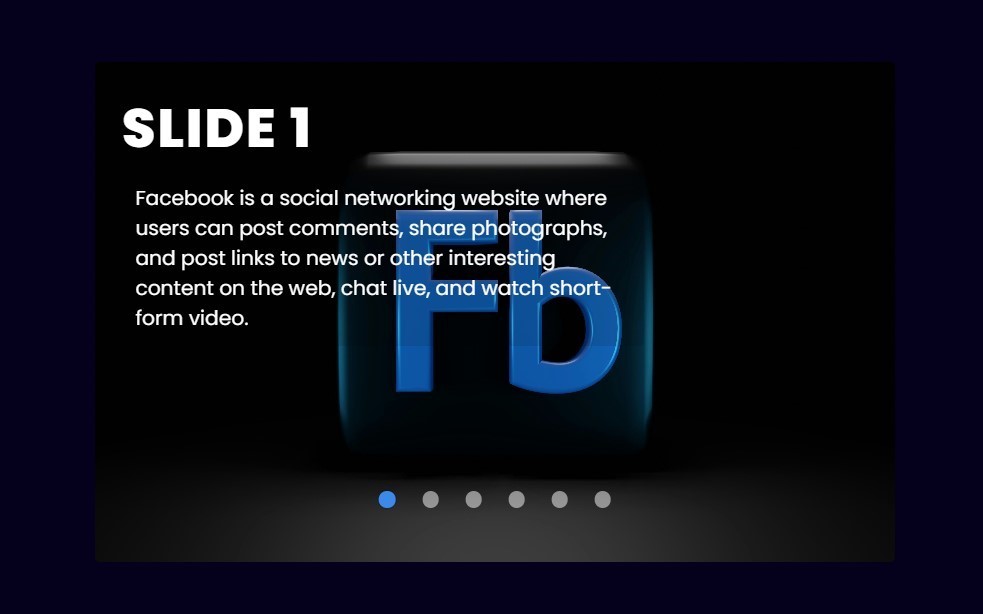 SLIDE 1
Facebook is a social networking website where
users can post comments, share photographs,
and post links to news or other interesting
content on the web, chat live, and watch short-
form video.
Fb